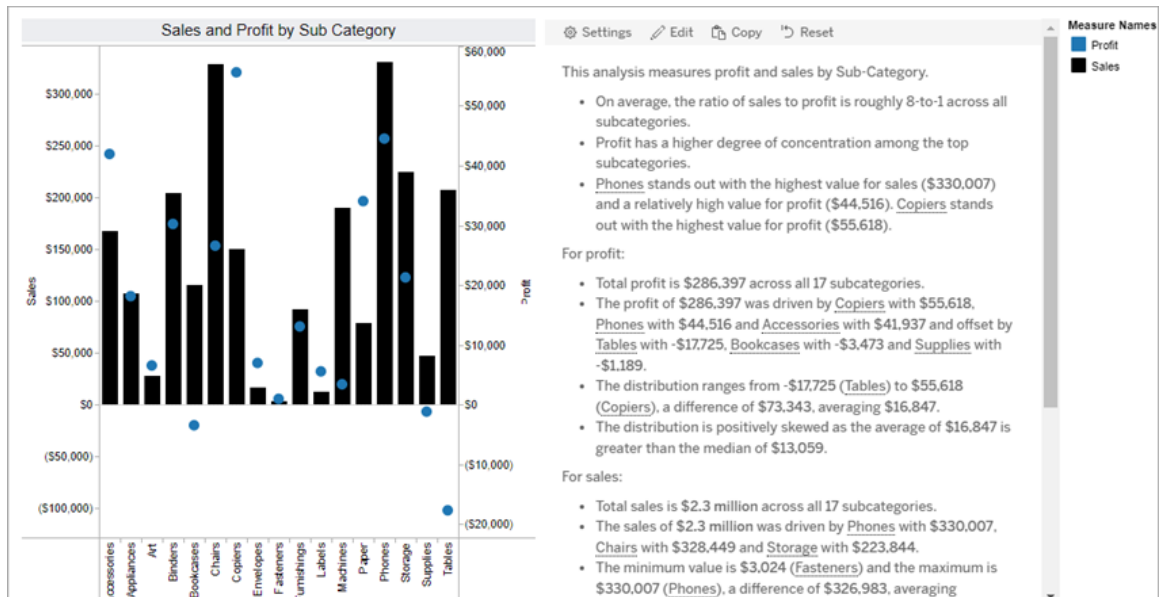 Sales and Profit by Sub Category
$300,000
$250,000
$200,000
$150,000
$100,000
$50,000
$0
($50,000)
($100,000)
Sales
$60,000
$50,000
$40,000
$30,000
$20,000
$10,000
$0
($10,000)
($20,000)
Profit
ccessories
Appliances
Art
Binders
Bookcases
Chairs
Copiers
Envelopes
Fasteners
urnishings
Labels
Machines
Paper
Phones
Storage
Supplies
Tables
Settings Edit Copy Reset
This analysis measures profit and sales by Sub-Category.
• On average, the ratio of sales to profit is roughly 8-to-1 across all
subcategories.
• Profit has a higher degree of concentration among the top
subcategories.
• Phones stands out with the highest value for sales ($330,007)
and a relatively high value for profit ($44,516). Copiers stands
out with the highest value for profit ($55,618).
For profit:
• Total profit is $286,397 across all 17 subcategories.
• The profit of $286,397 was driven by Copiers with $55,618,
Phones with $44,516 and Accessories with $41,937 and offset by
Tables with -$17,725, Bookcases with -$3,473 and Supplies with
-$1,189.
• The distribution ranges from -$17,725 (Tables) to $55,618
(Copiers), a difference of $73,343, averaging $16,847.
• The distribution is positively skewed as the average of $16,847 is
greater than the median of $13,059.
For sales:
• Total sales is $2.3 million across all 17 subcategories.
• The sales of $2.3 million was driven by Phones with $330,007,
Chairs with $328,449 and Storage with $223,844.
• The minimum value is $3,024 (Fasteners) and the maximum is
$330,007 (Phones), a difference of $326,983, averaging
Measure Names
Profit
Sales